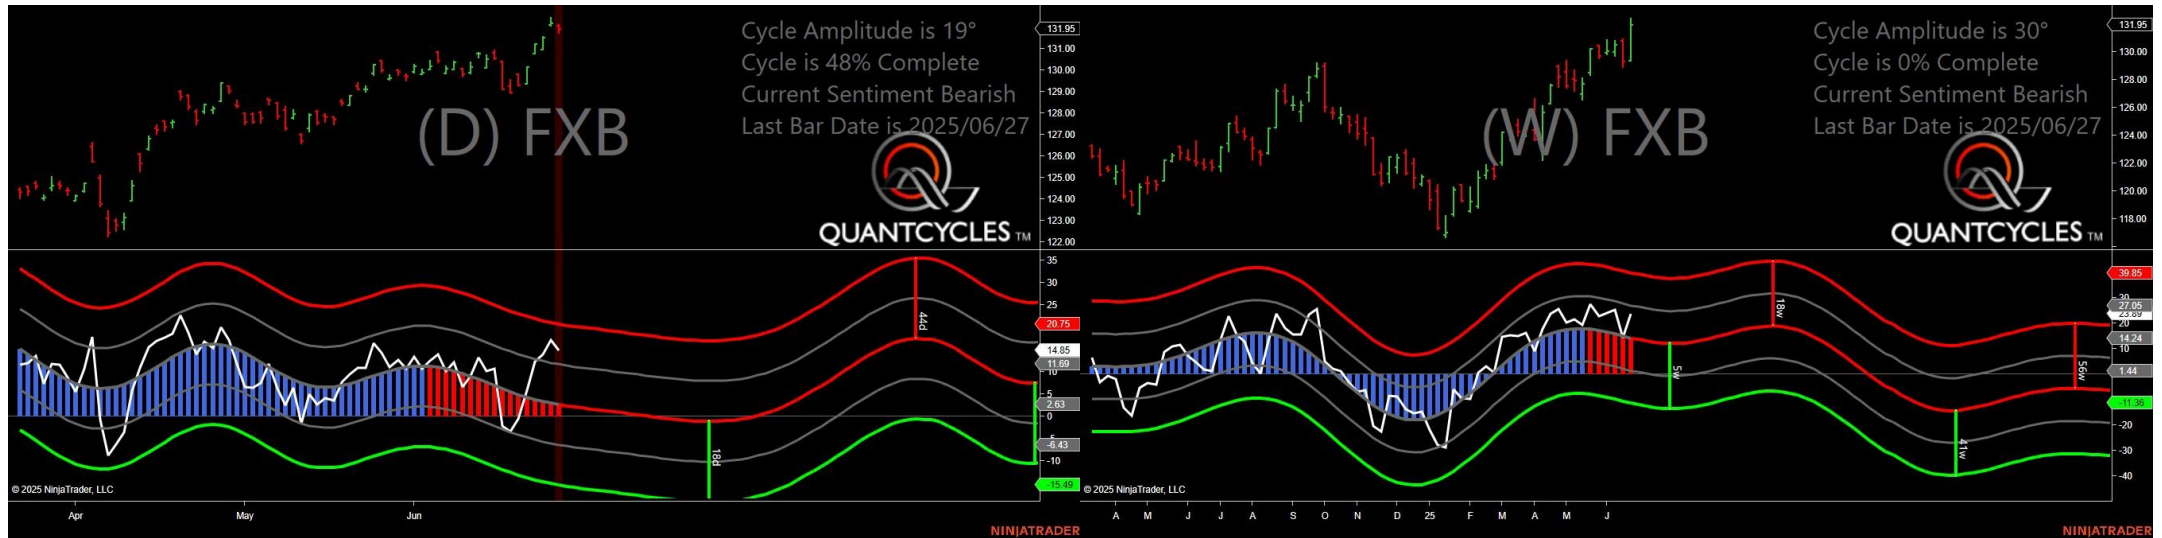 Cycle Amplitude is 19°
Cycle is 48% Complete
Current Sentiment Bearish
Last Bar Date is 2025/06/27
(D) FXB
QUANTCYCLES TM
131.95
131.00
130.00
129.00
128.00
127.00
126.00
125.00
124.00
123.00
122.00
35
30
25
20.75
14.85
11.69
10
5
2.63
0
-6.43
-10
-15.49
44d
18d
© 2025 NinjaTrader, LLC
Apr May Jun
NINJATRADER
Cycle Amplitude is 30°
Cycle is 0% Complete
Current Sentiment Bearish
Last Bar Date is 2025/06/27
(W) FXB
QUANTCYCLES TM
131.95
130.00
128.00
126.00
124.00
122.00
120.00
118.00
39.85
27.05
23.89
20
14.24
10
1.44
-11.36
-20
-30
-40
18w
5w
56w
41w
© 2025 NinjaTrader, LLC
A M J J A S O N D 25 F M A M J
NINJATRADER